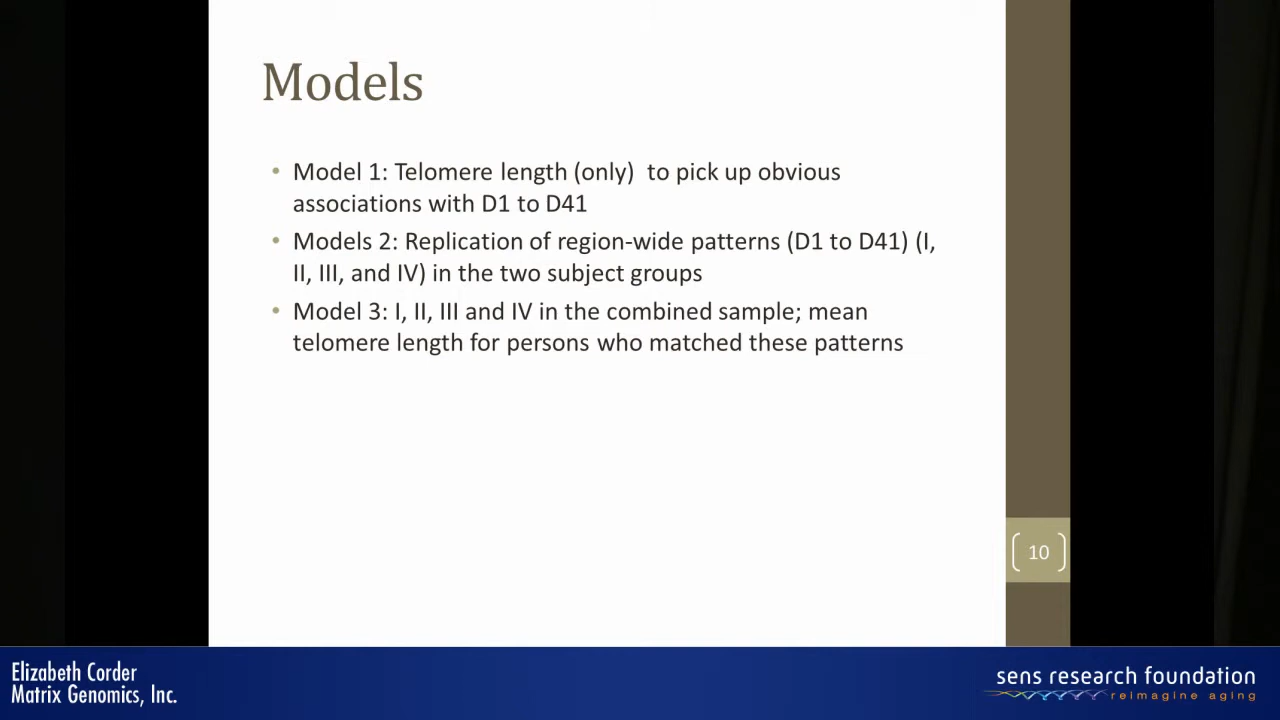 Models
• Model 1: Telomere length (only)  to pick up obvious
associations with D1 to D41
• Models 2: Replication of region-wide patterns (D1 to D41) (I,
II, III, and IV) in the two subject groups
• Model 3: I, II, III and IV in the combined sample; mean
telomere length for persons who matched these patterns
10
Elizabeth Corder
Matrix Genomics, Inc.
sens research foundation
reimagine aging